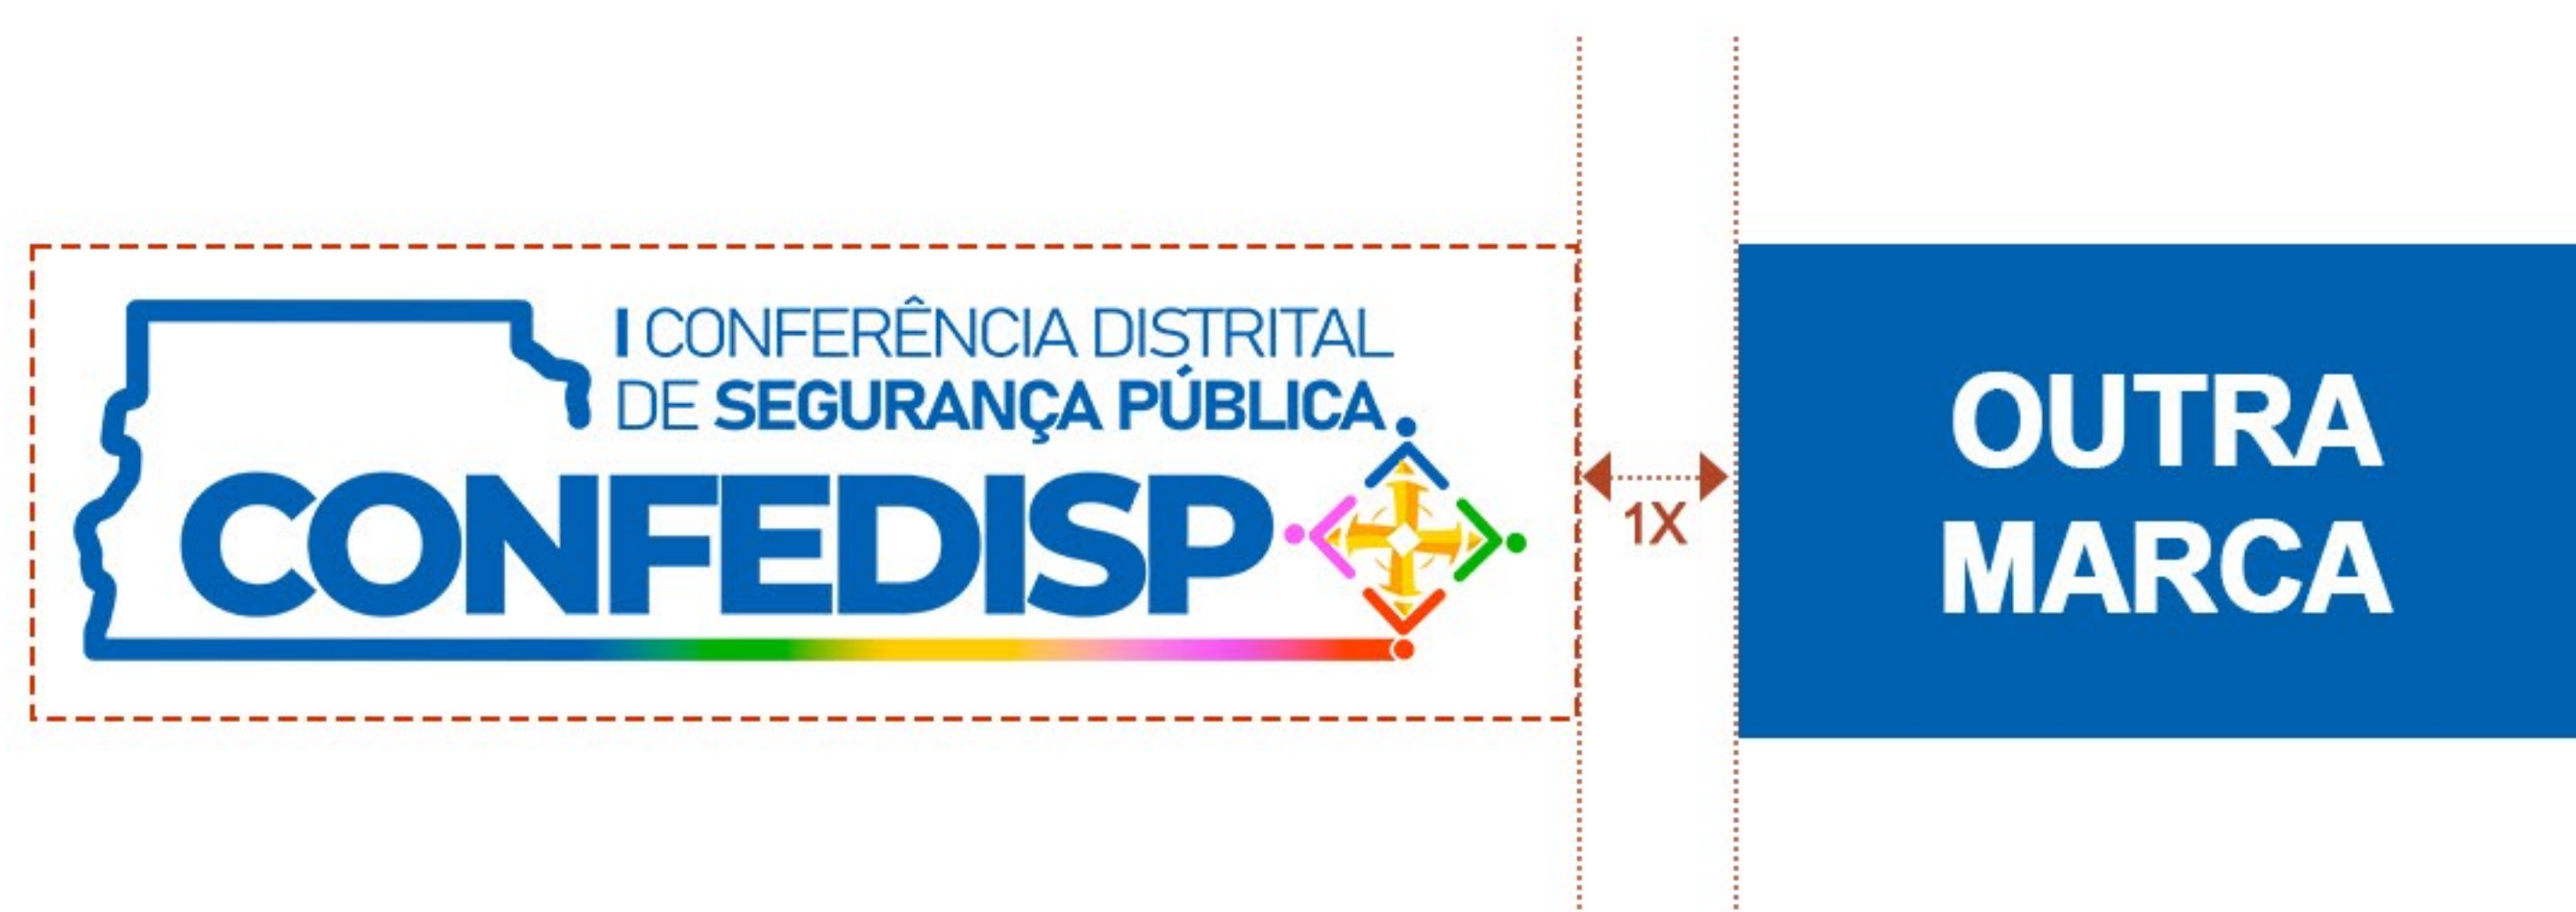 I CONFERÊNCIA DISTRITAL
DE SEGURANÇA PÚBLICA
CONFEDISP
1X
OUTRA
MARCA